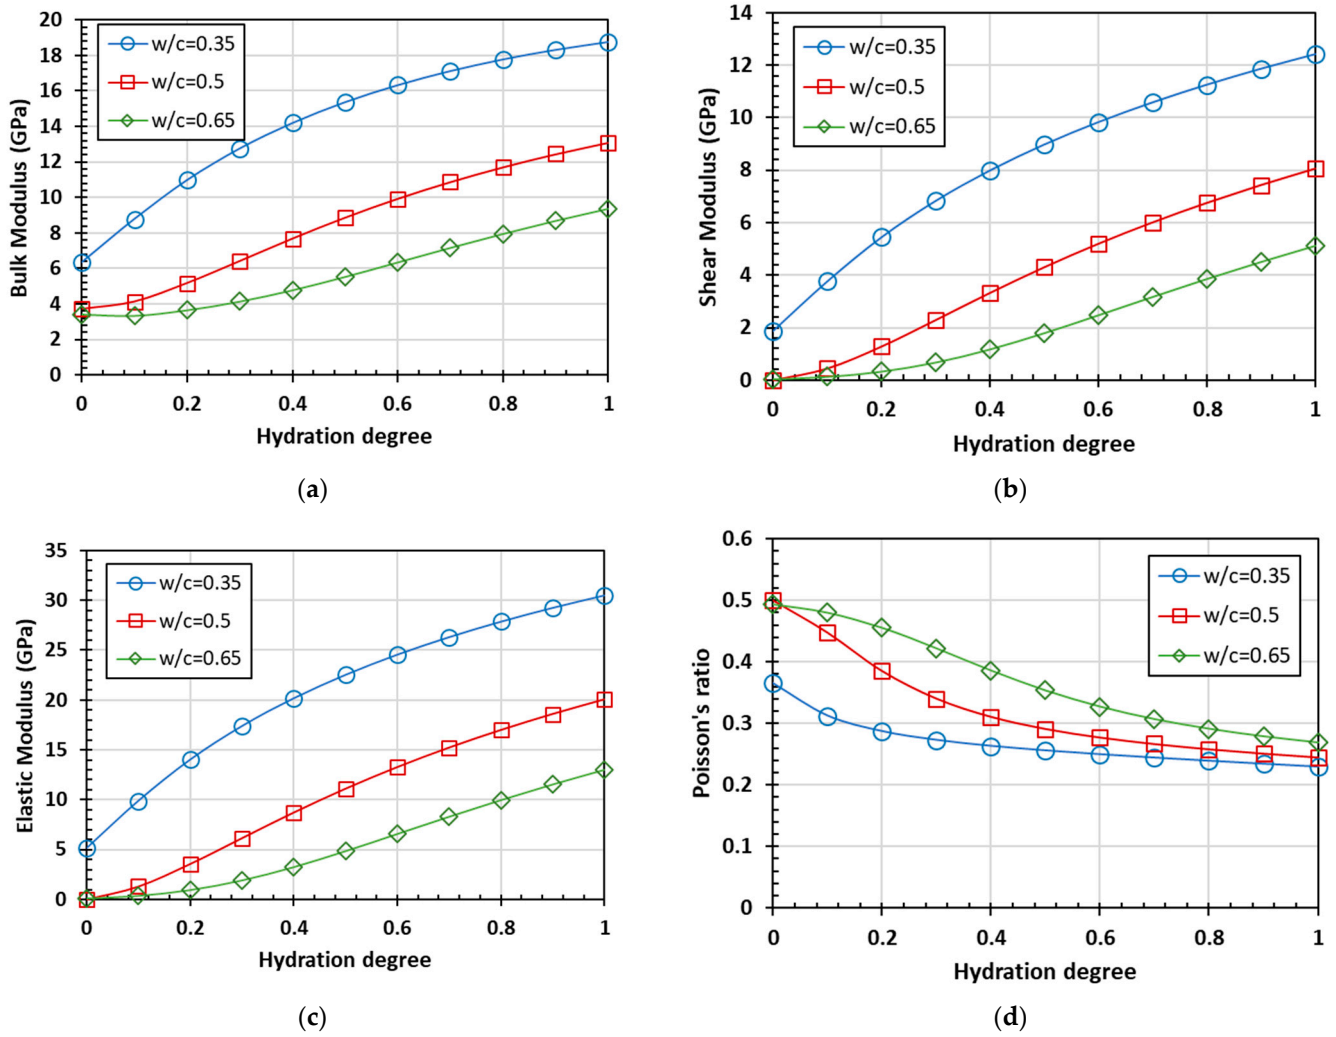 20
18
16
14
12
10
8
6
4
2
0
Bulk Modulus (GPa)
w/c=0.35
w/c=0.5
w/c=0.65
0 0.2 0.4 0.6 0.8 1
Hydration degree
(a)
14
12
10
8
6
4
2
0
Shear Modulus (GPa)
w/c=0.35
w/c=0.5
w/c=0.65
0 0.2 0.4 0.6 0.8 1
Hydration degree
(b)
35
30
25
20
15
10
5
0
Elastic Modulus (GPa)
w/c=0.35
w/c=0.5
w/c=0.65
0 0.2 0.4 0.6 0.8 1
Hydration degree
(c)
0.6
0.5
0.4
0.3
0.2
0.1
0
Poisson's ratio
w/c=0.35
w/c=0.5
w/c=0.65
0 0.2 0.4 0.6 0.8 1
Hydration degree
(d)